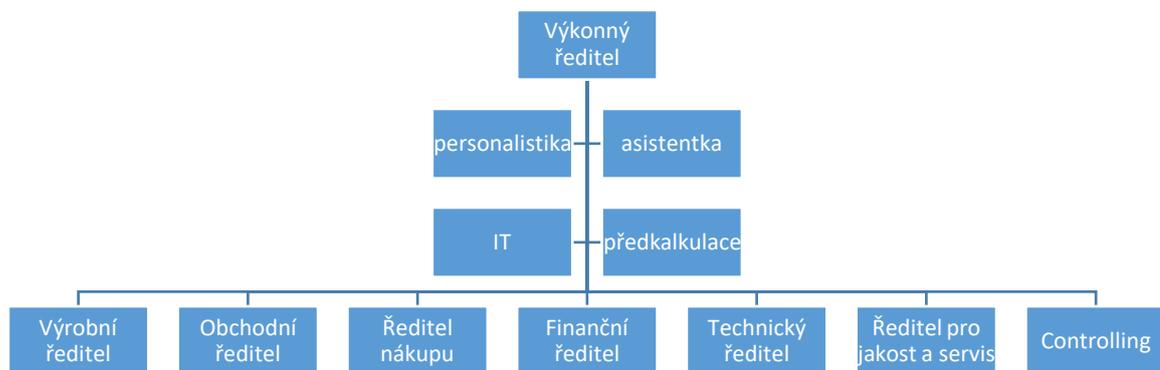 Výkonný
ředitel
personalistika
asistentka
IT
předkalkulace
Výrobní
ředitel
Obchodní
ředitel
Ředitel
nákupu
Finanční
ředitel
Technický
ředitel
Ředitel pro
jakost a servis
Controlling